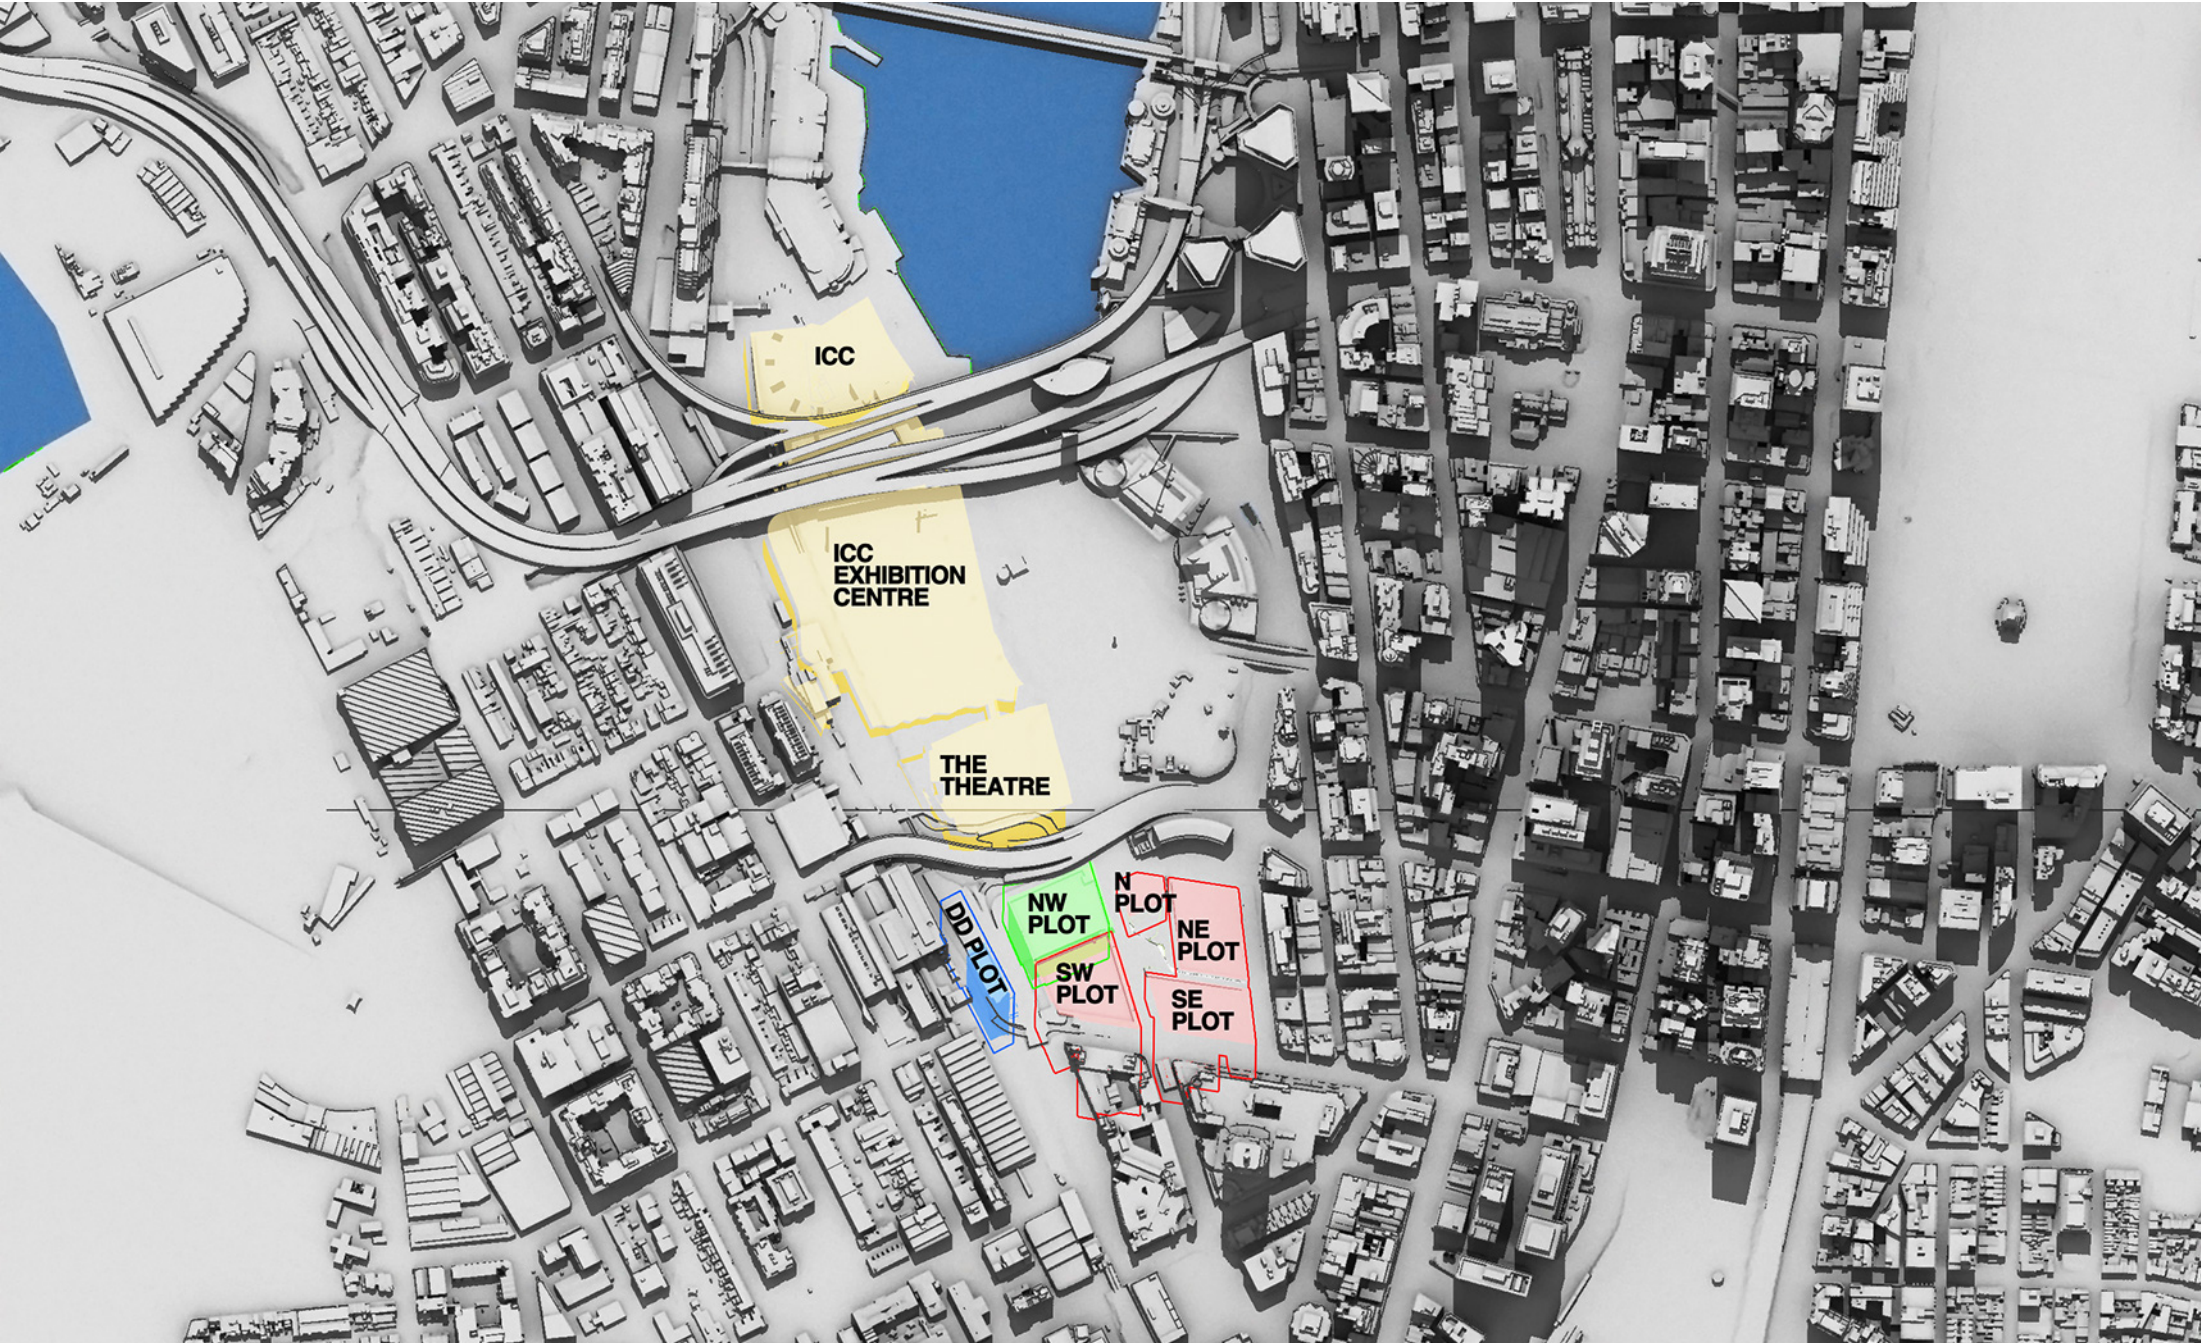 ICC
ICC
EXHIBITION
CENTRE
THE
THEATRE
DD PLOT
NW
PLOT
N
PLOT
NE
PLOT
SW
PLOT
SE
PLOT